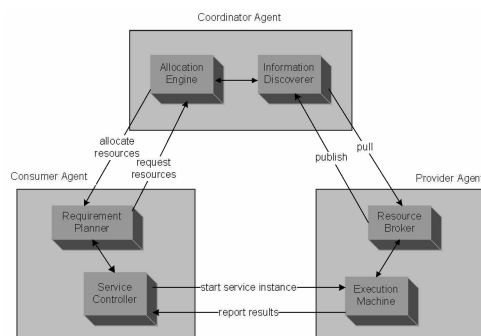 Coordinator Agent
Allocation
Engine
Information
Discoverer
allocate
resources
request
resources
publish
pull
Consumer Agent
Provider Agent
Requirement
Planner
Resource
Broker
Service
Controller
start service instance
report results
Execution
Machine